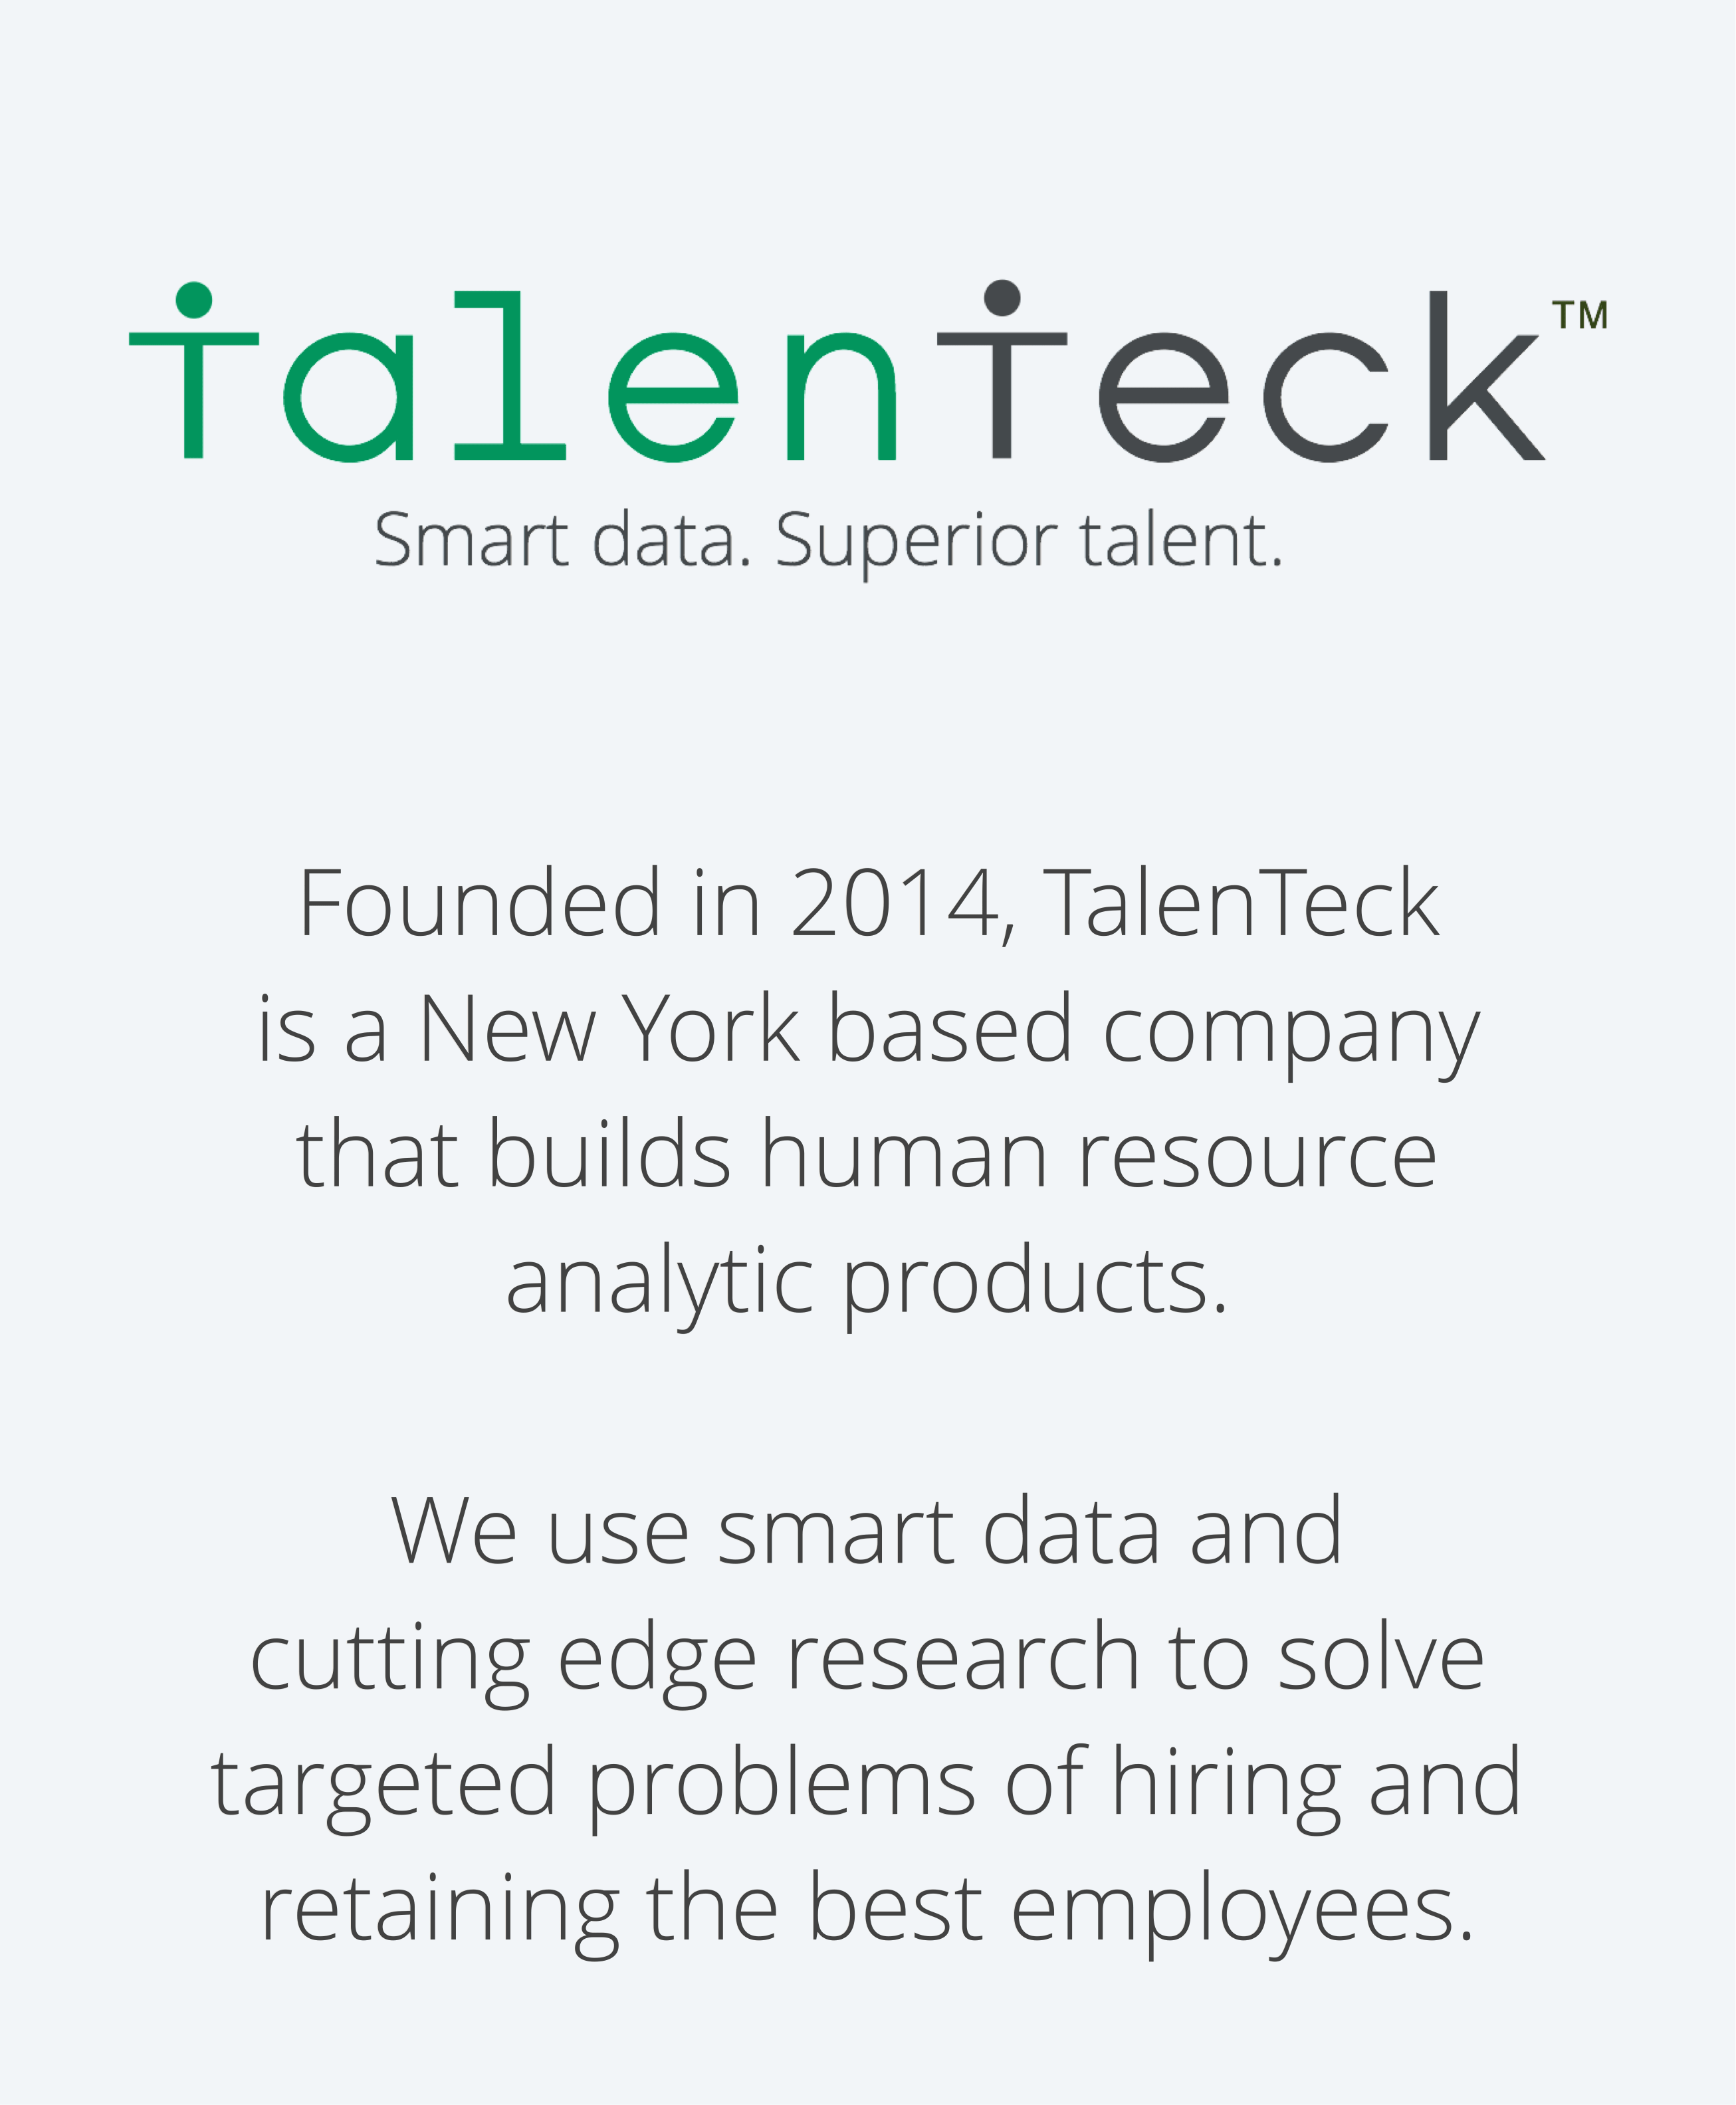 talenTeck™
Smart data. Superior talent.
Founded in 2014, TalenTeck
is a New York based company
that builds human resource
analytic products.
We use smart data and
cutting edge research to solve
targeted problems of hiring and
retaining the best employees.